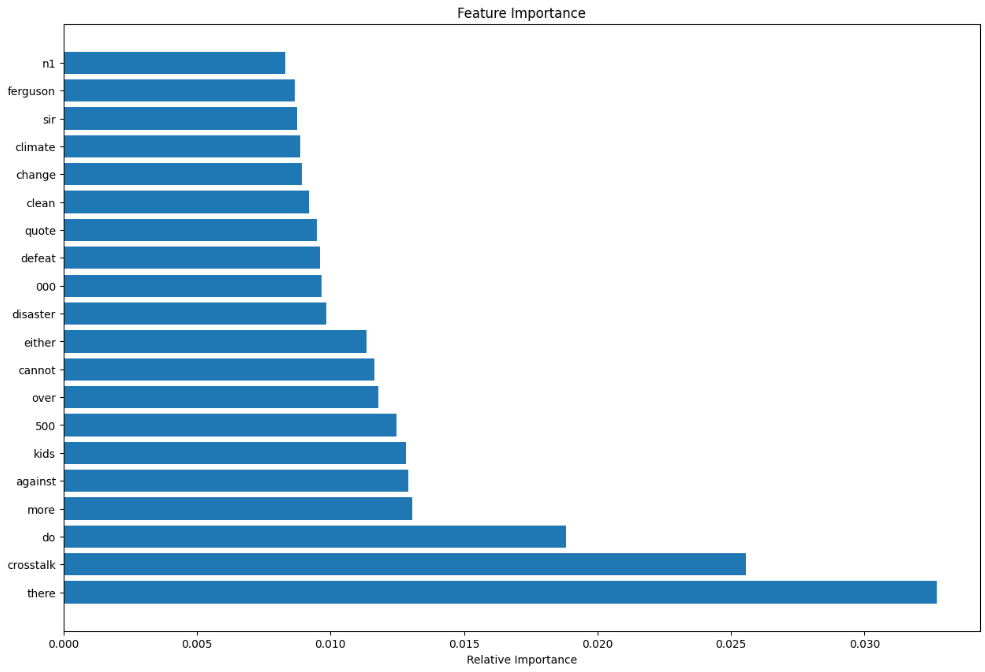 Feature Importance
n1
ferguson
sir
climate
change
clean
quote
defeat
000
disaster
either
cannot
over
500
kids
against
more
do
crosstalk
there
0.000 0.005 0.010 0.015 0.020 0.025 0.030
Relative Importance